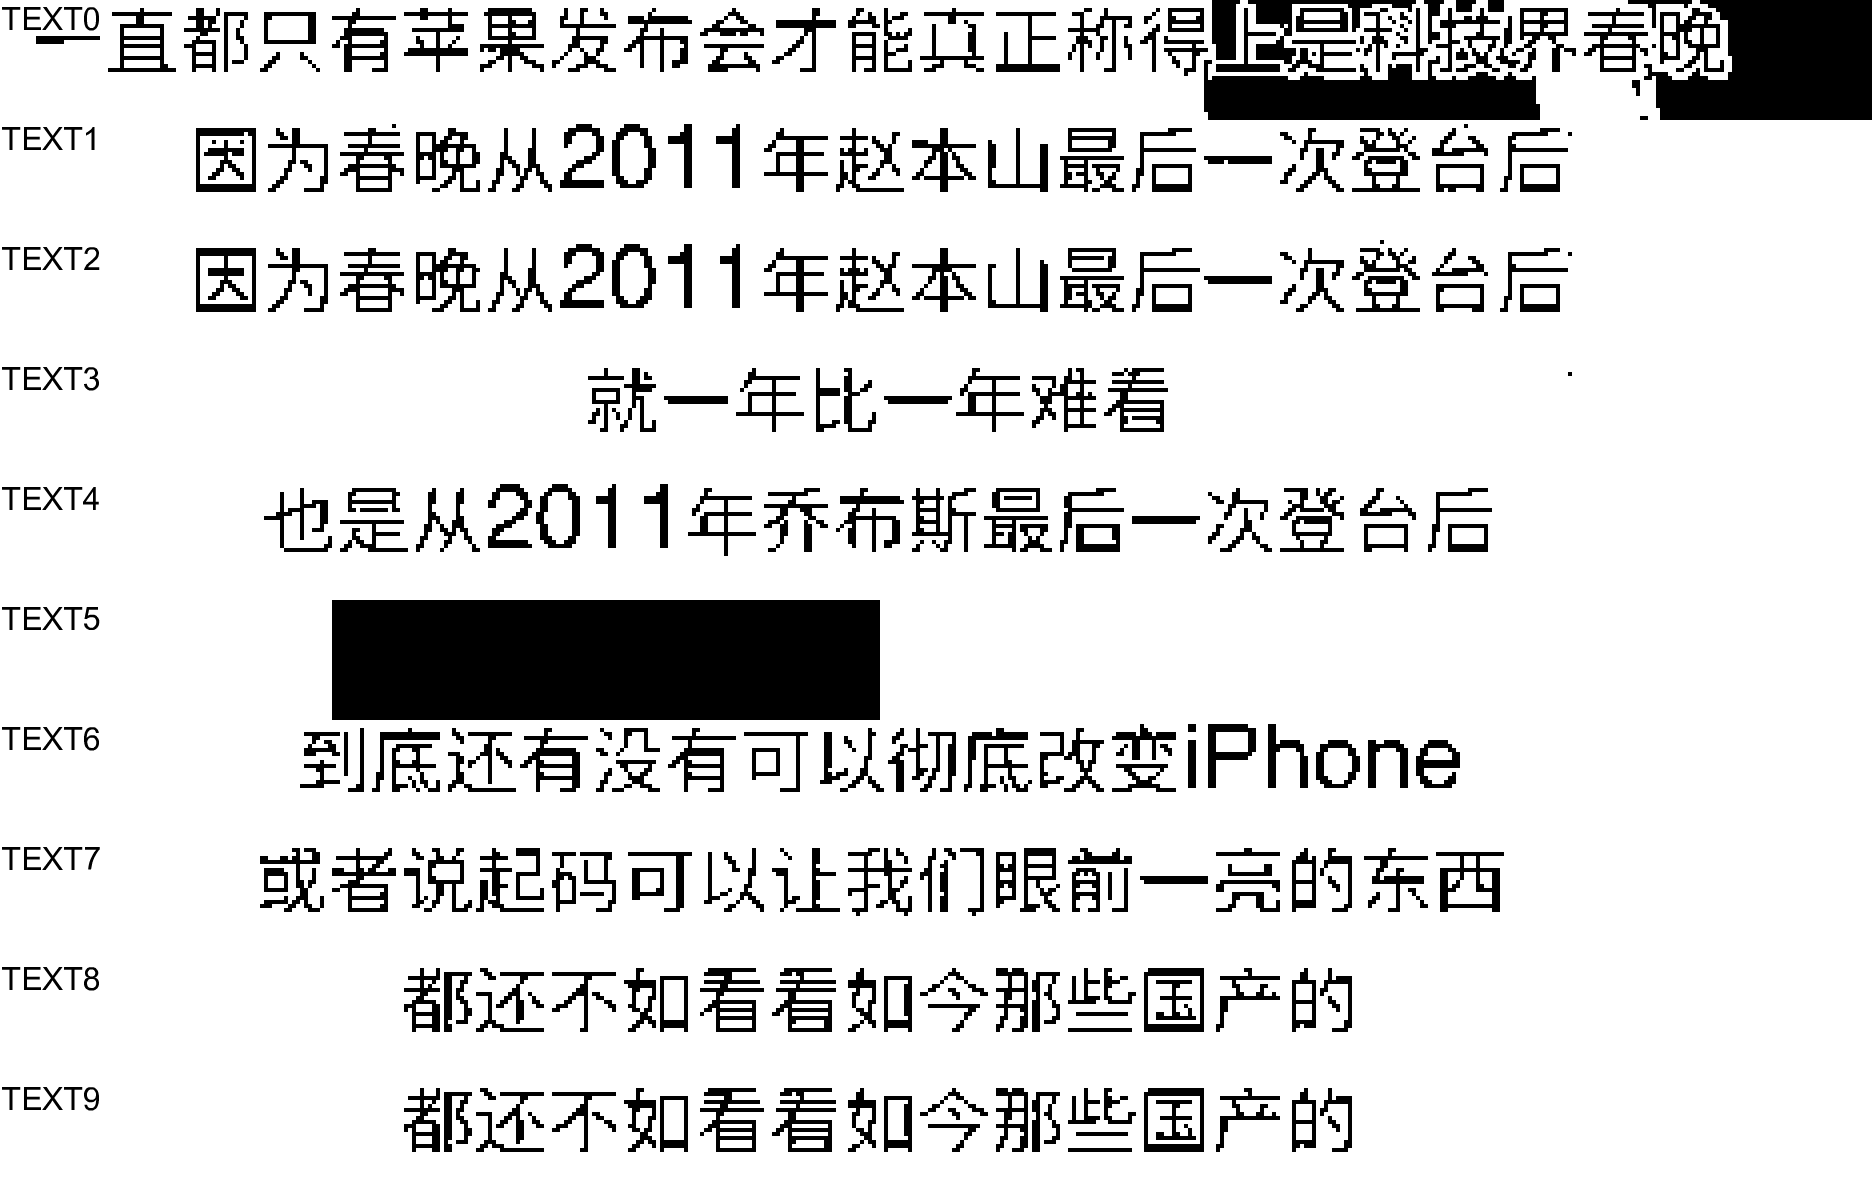 TEXT0 一直都只有苹果发布会才能真正称得上是科技界春晚
TEXT1 因为春晚从2011年赵本山最后一次登台后
TEXT2 因为春晚从2011年赵本山最后一次登台后
TEXT3 就一年比一年难看
TEXT4 也是从2011年乔布斯最后一次登台后
TEXT5
TEXT6 到底还有没有可以彻底改变iPhone
TEXT7 或者说起码可以让我们眼前一亮的东西
TEXT8 都还不如看看如今那些国产的
TEXT9 都还不如看看如今那些国产的